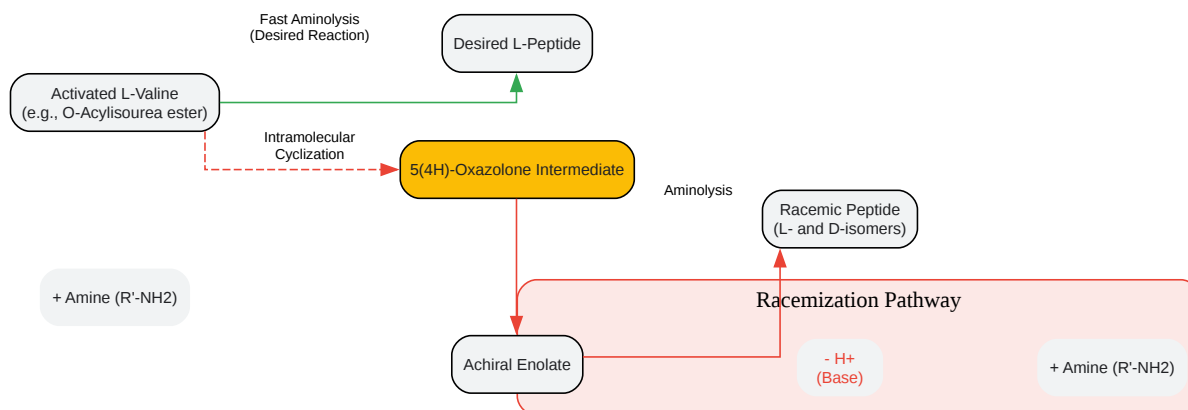 Fast Aminolysis
(Desired Reaction)
Desired L-Peptide
Activated L-Valine
(e.g., O-Acylisourea ester)
Intramolecular
Cyclization
5(4H)-Oxazolone Intermediate
Aminolysis
Racemic Peptide
(L- and D-isomers)
+ Amine (R'-NH2)
Racemization Pathway
Achiral Enolate
- H+
(Base)
+ Amine (R'-NH2)